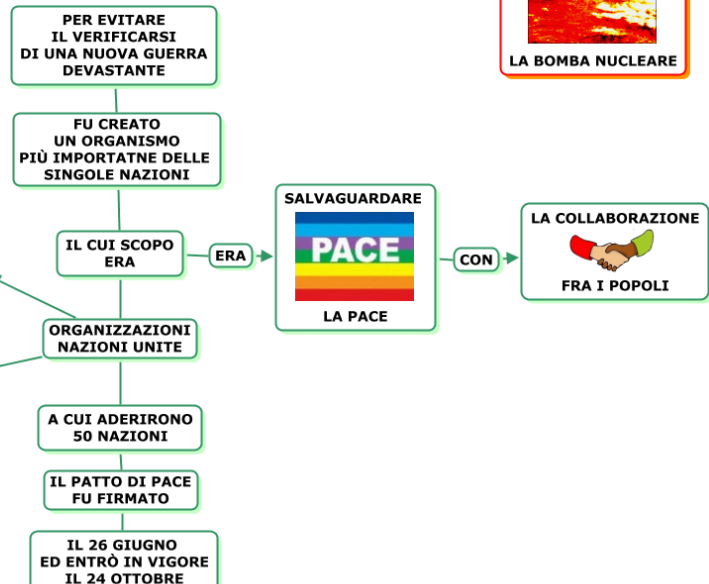 PER EVITARE
IL VERIFICARSI
DI UNA NUOVA GUERRA
DEVASTANTE
LA BOMBA NUCLEARE
FU CREATO
UN ORGANISMO
PIÙ IMPORTATNE DELLE
SINGOLE NAZIONI
IL CUI SCOPO
ERA
ERA
SALVAGUARDARE
PACE
LA PACE
CON
LA COLLABORAZIONE
FRA I POPOLI
ORGANIZZAZIONI
NAZIONI UNITE
A CUI ADERIRONO
50 NAZIONI
IL PATTO DI PACE
FU FIRMATO
IL 26 GIUGNO
ED ENTRÒ IN VIGORE
IL 24 OTTOBRE